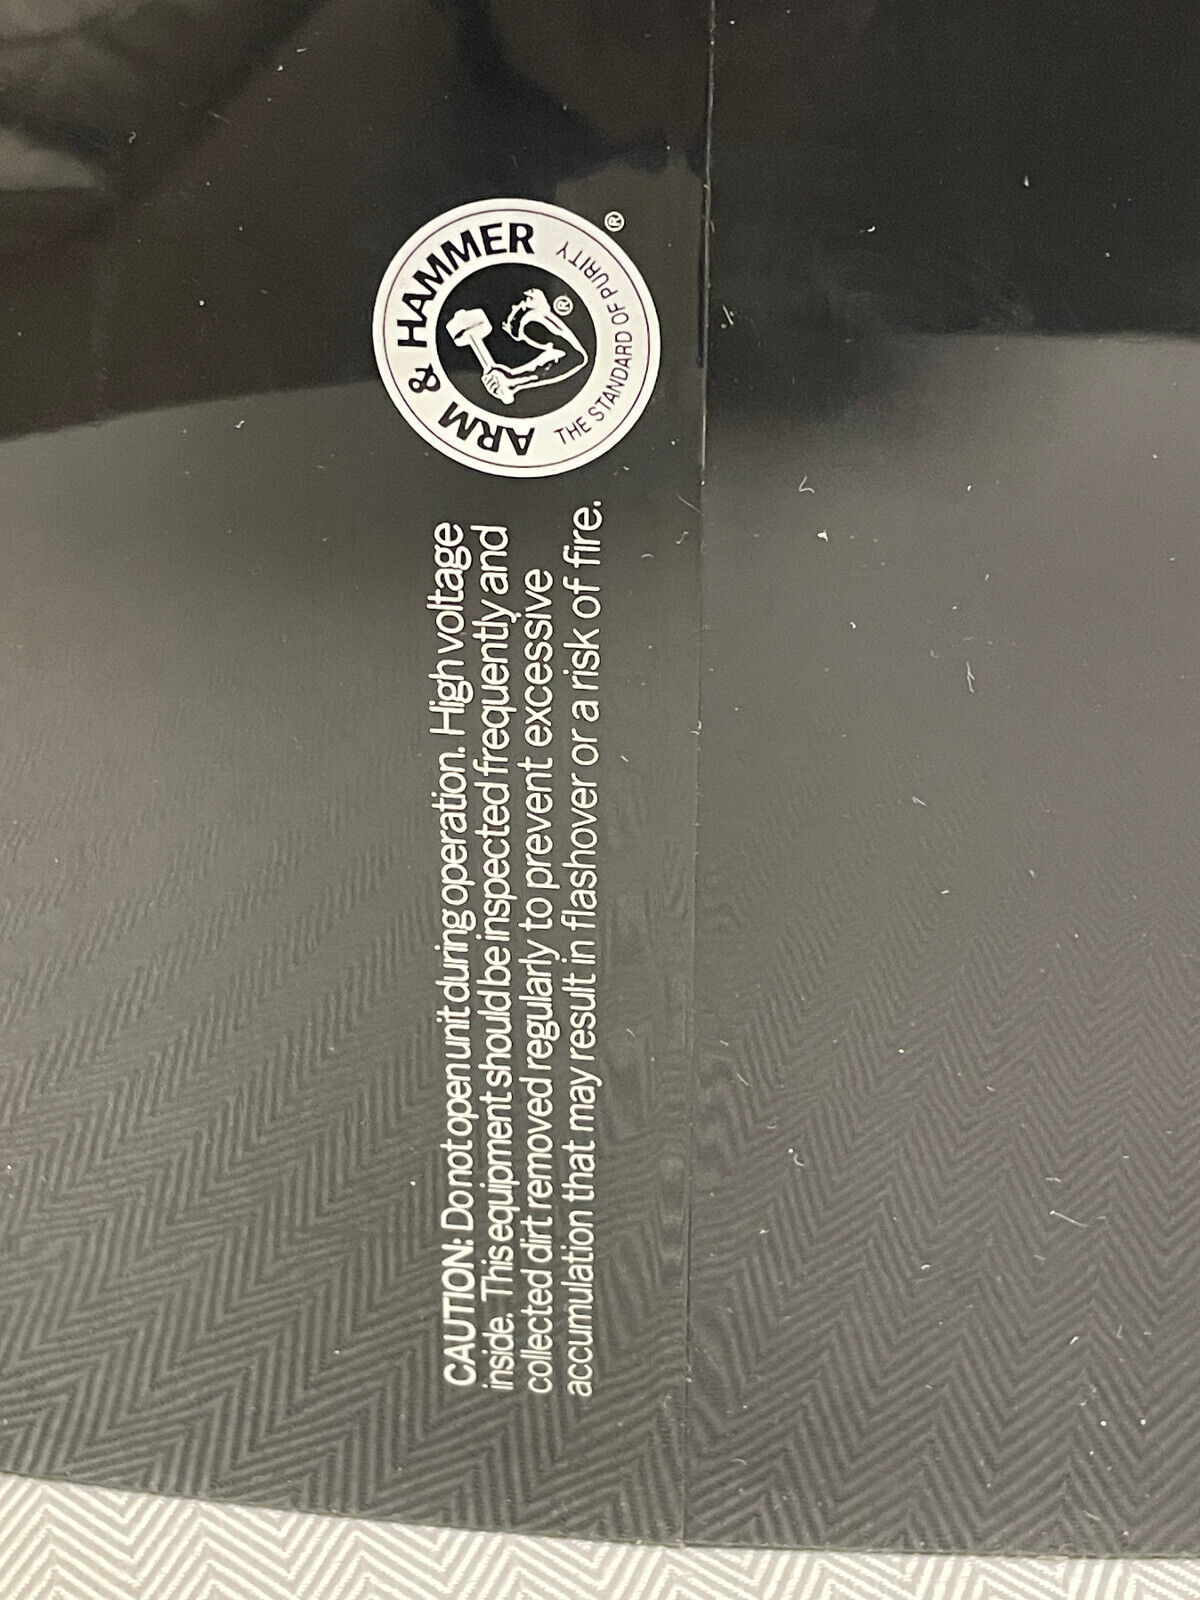 CAUTION: Do not open unit during operation. High voltage
inside. This equipment should be inspected frequently and
collected dirt removed regularly to prevent excessive
accumulation that may result in flashover or a risk of fire.
ARM & HAMMER
THE STANDARD OF PURITY
®
®